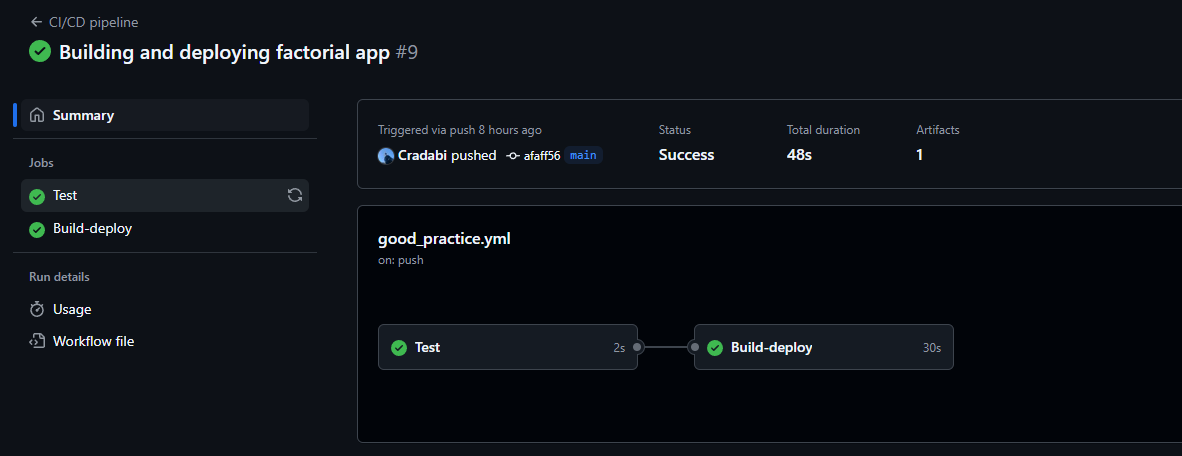 CI/CD pipeline
Building and deploying factorial app #9
Summary
Jobs
Test
Build-deploy
Run details
Usage
Workflow file
Triggered via push 8 hours ago
Cradabi pushed afaff56 main
Status
Success
Total duration
48s
Artifacts
1
good_practice.yml
on: push
Test 2s
Build-deploy 30s